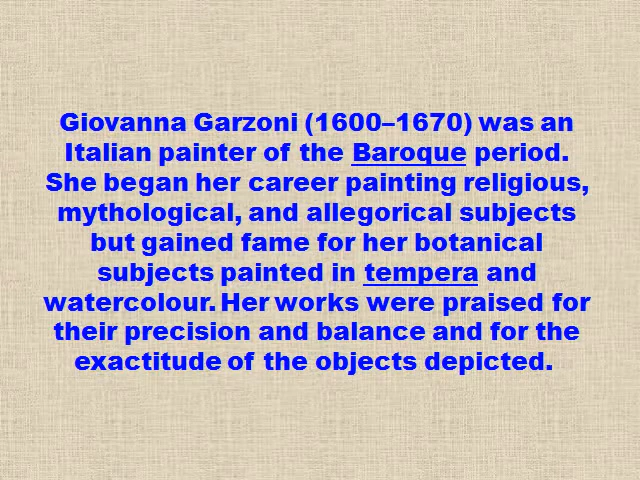 Giovanna Garzoni (1600–1670) was an
Italian painter of the Baroque period.
She began her career painting religious,
mythological, and allegorical subjects
but gained fame for her botanical
subjects painted in tempera and
watercolour. Her works were praised for
their precision and balance and for the
exactitude of the objects depicted.